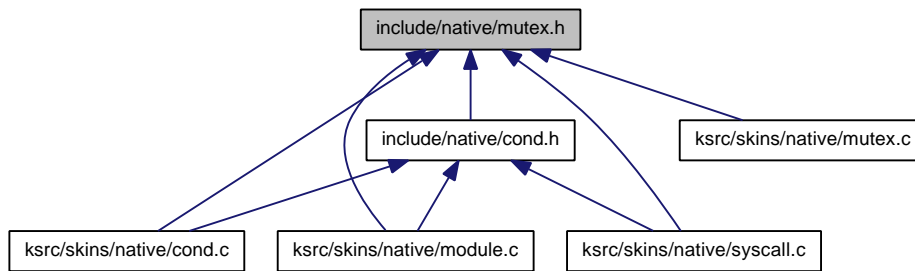 include/native/mutex.h
include/native/cond.h
ksrc/skins/native/mutex.c
ksrc/skins/native/cond.c
ksrc/skins/native/module.c
ksrc/skins/native/syscall.c